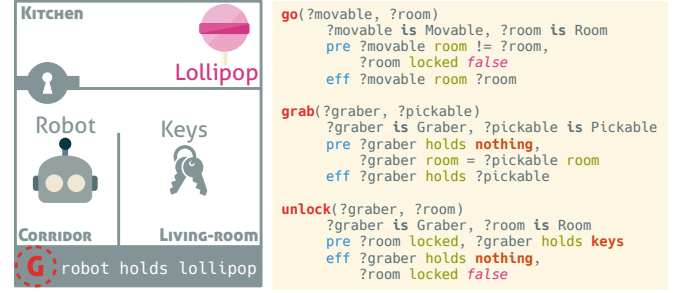 KITCHEN
Lollipop
Robot
Keys
CORRIDOR
LIVING-ROOM
G robot holds lollipop
go(?movable, ?room)
?movable is Movable, ?room is Room
pre ?movable room != ?room,
?room locked false
eff ?movable room ?room
grab(?graber, ?pickable)
?graber is Graber, ?pickable is Pickable
pre ?graber holds nothing,
?graber room = ?pickable room
eff ?graber holds ?pickable
unlock(?graber, ?room)
?graber is Graber, ?room is Room
pre ?room locked, ?graber holds keys
eff ?graber holds nothing,
?room locked false